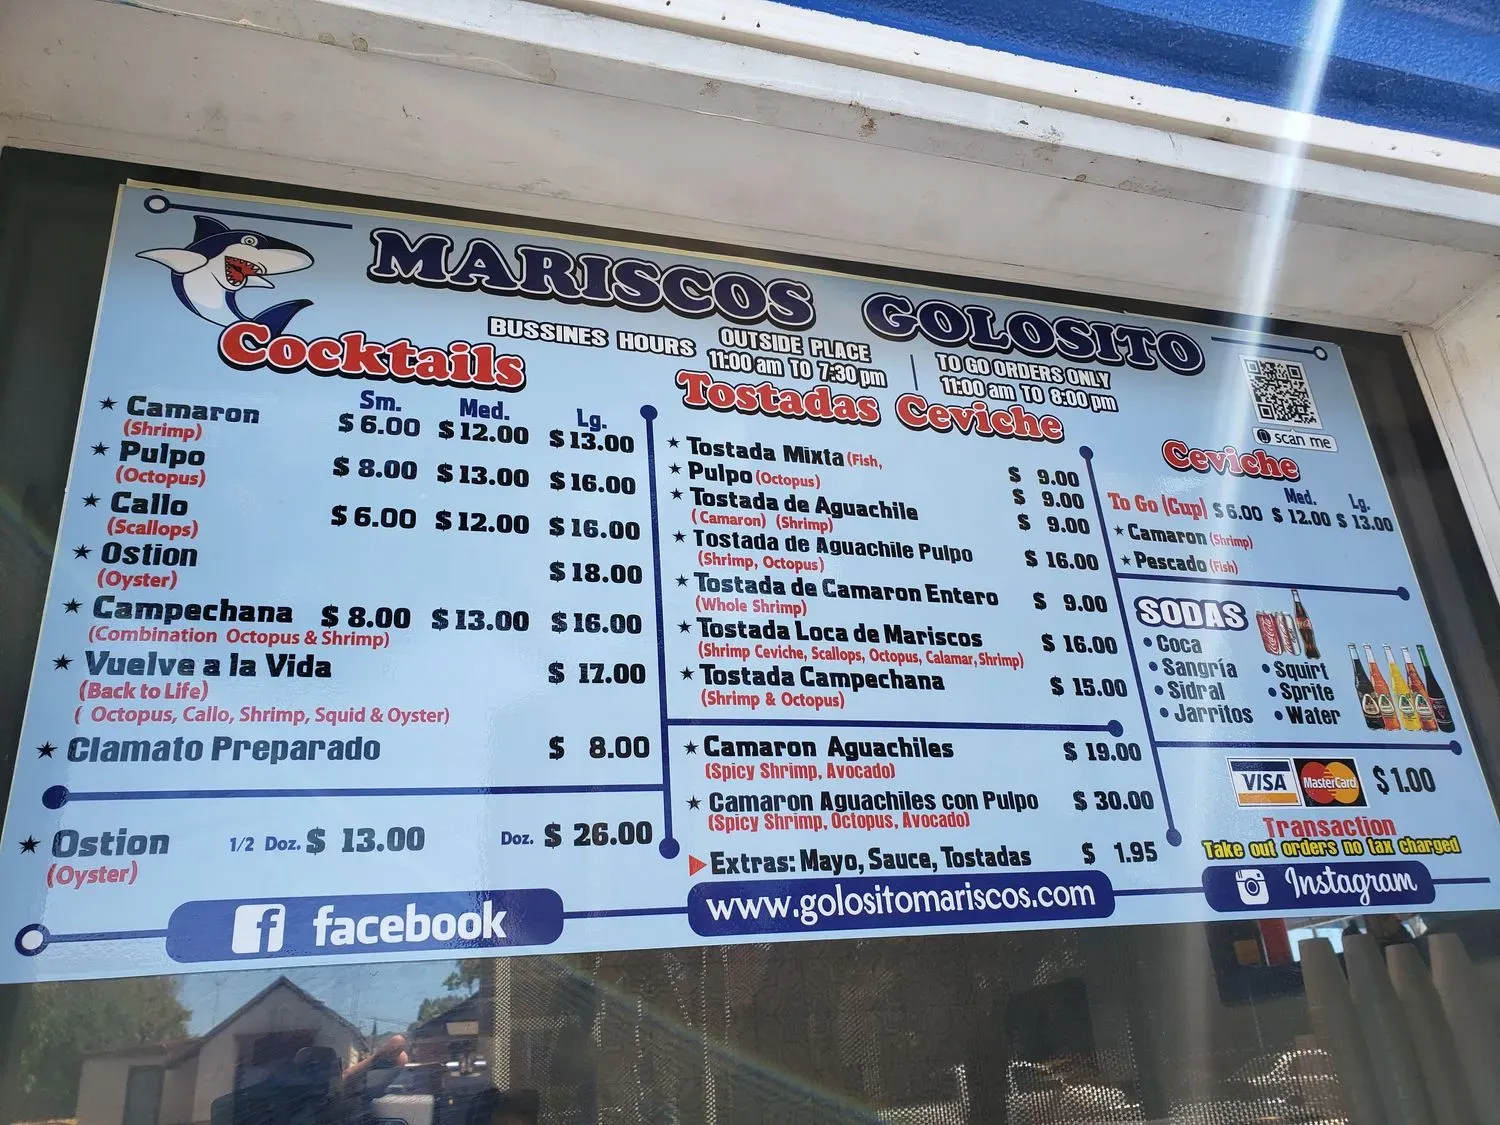 MARISCOS GOLOSITO
BUSSINES HOURS
OUTSIDE PLACE
11:00 am TO 7:30 pm
TO GO ORDERS ONLY
11:00 am TO 8:00 pm
scan me
Cocktails
Sm. Med. Lg.
Camaron $ 6.00 $ 12.00 $ 13.00
(Shrimp)
Pulpo $ 8.00 $ 13.00 $ 16.00
(Octopus)
Callo $ 6.00 $ 12.00 $ 16.00
(Scallops)
Ostion $ 18.00
(Oyster)
Campechana $ 8.00 $ 13.00 $ 16.00
(Combination Octopus & Shrimp)
Vuelve a la Vida $ 17.00
(Back to Life)
( Octopus, Callo, Shrimp, Squid & Oyster)
Clamato Preparado $ 8.00
Ostion 1/2 Doz. $ 13.00 Doz. $ 26.00
(Oyster)
Tostadas Ceviche
Tostada Mixta (Fish, $ 9.00
Pulpo (Octopus) $ 9.00
Tostada de Aguachile $ 9.00
(Camaron) (Shrimp)
Tostada de Aguachile Pulpo $ 16.00
(Shrimp, Octopus)
Tostada de Camaron Entero $ 9.00
(Whole Shrimp)
Tostada Loca de Mariscos $ 16.00
(Shrimp Ceviche, Scallops, Octopus, Calamar, Shrimp)
Tostada Campechana $ 15.00
(Shrimp & Octopus)
Camaron Aguachiles $ 19.00
(Spicy Shrimp, Avocado)
Camaron Aguachiles con Pulpo $ 30.00
(Spicy Shrimp, Octopus, Avocado)
Extras: Mayo, Sauce, Tostadas $ 1.95
Ceviche
Med. Lg.
To Go (Cup) $ 6.00 $ 12.00 $ 13.00
Camaron (Shrimp)
Pescado (Fish)
SODAS
Coca
Sangría
Sidral
Jarritos
Squirt
Sprite
Water
VISA MasterCard $1.00
Transaction
Take out orders no tax charged
facebook
www.golositomariscos.com
Instagram